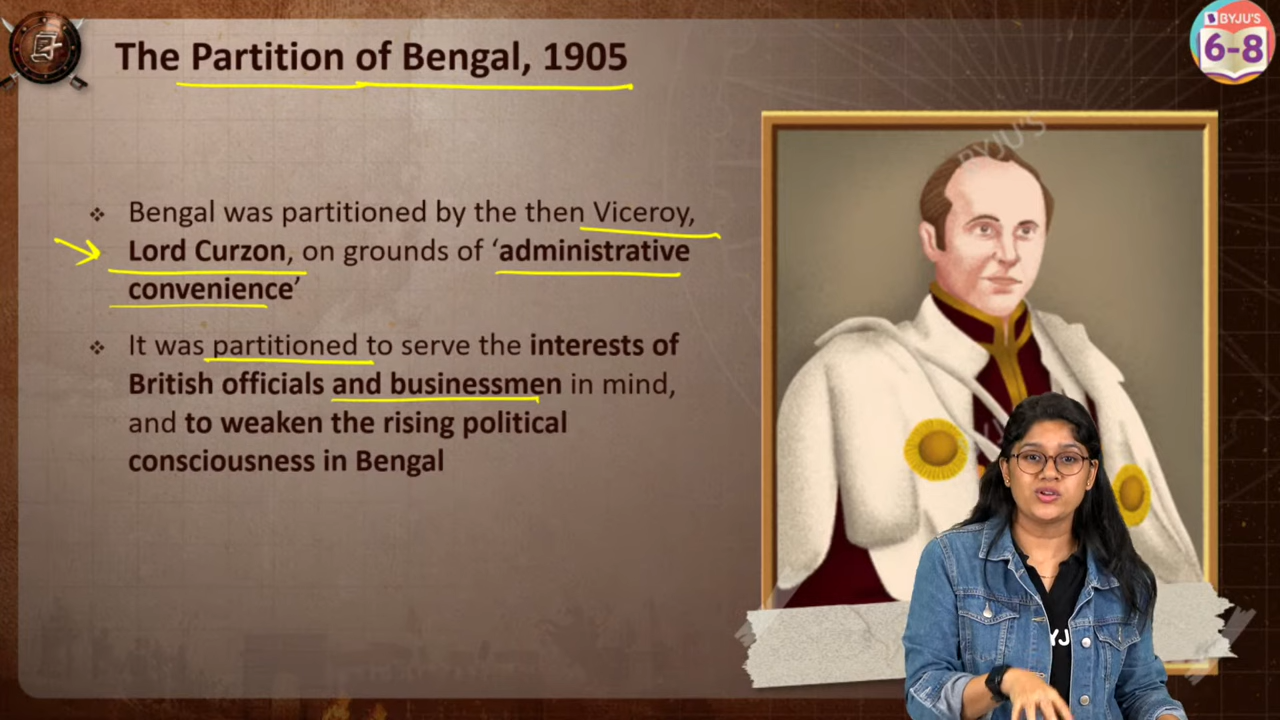 The Partition of Bengal, 1905
BYJU'S
6-8
BYJU'S
❖ Bengal was partitioned by the then Viceroy,
Lord Curzon, on grounds of ‘administrative
convenience’
❖ It was partitioned to serve the interests of
British officials and businessmen in mind,
and to weaken the rising political
consciousness in Bengal
YJ